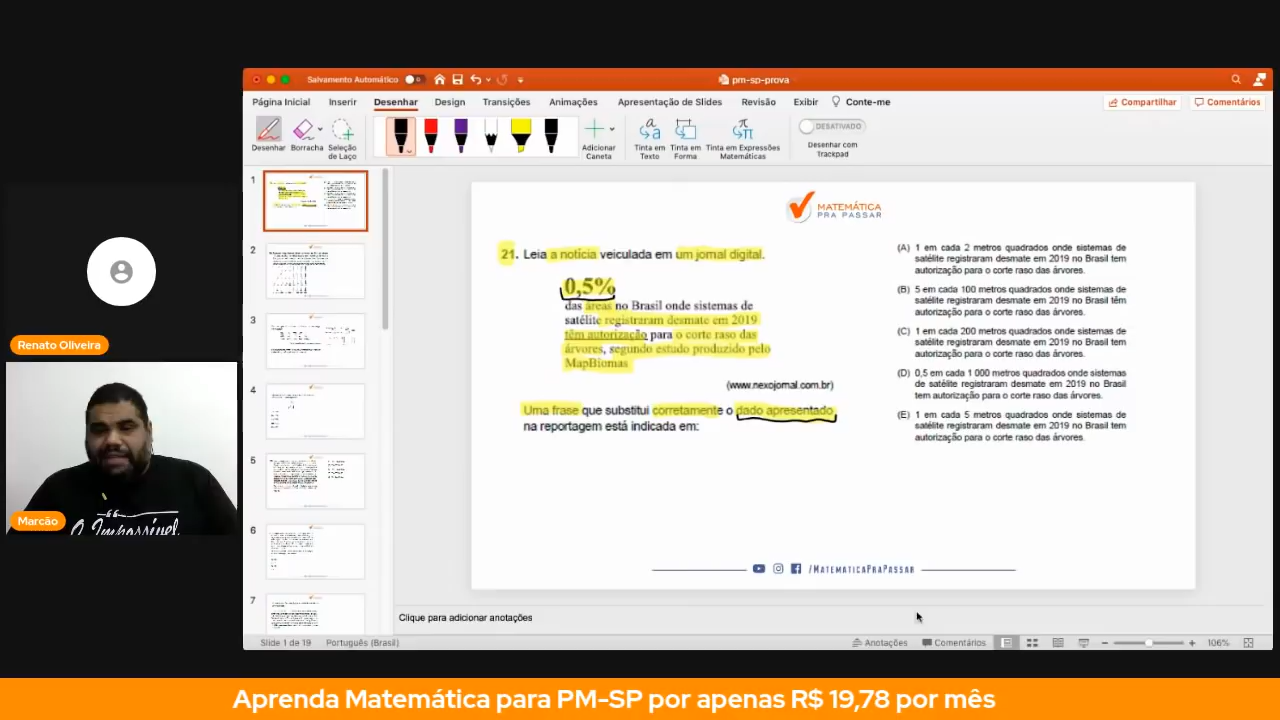 Salvamento Automático
pm-sp-prova
Página Inicial
Inserir
Desenhar
Design
Transições
Animações
Apresentação de Slides
Revisão
Exibir
Conte-me
Compartilhar
Comentários
Desenhar
Borracha
Seleção de Laço
Adicionar Caneta
Tinta em Texto
Tinta em Forma
Tinta em Expressões Matemáticas
DESATIVADO
Desenhar com Trackpad
1
2
3
4
5
6
7
MATEMÁTICA
PRA PASSAR
21. Leia a notícia veiculada em um jornal digital.
0,5%
das áreas no Brasil onde sistemas de
satélite registraram desmate em 2019
têm autorização para o corte raso das
árvores, segundo estudo produzido pelo
MapBiomas
(www.nexojornal.com.br)
Uma frase que substitui corretamente o dado apresentado
na reportagem está indicada em:
(A) 1 em cada 2 metros quadrados onde sistemas de
satélite registraram desmate em 2019 no Brasil tem
autorização para o corte raso das árvores.
(B) 5 em cada 100 metros quadrados onde sistemas de
satélite registraram desmate em 2019 no Brasil têm
autorização para o corte raso das árvores.
(C) 1 em cada 200 metros quadrados onde sistemas de
satélite registraram desmate em 2019 no Brasil tem
autorização para o corte raso das árvores.
(D) 0,5 em cada 1 000 metros quadrados onde sistemas
de satélite registraram desmate em 2019 no Brasil
tem autorização para o corte raso das árvores.
(E) 1 em cada 5 metros quadrados onde sistemas de
satélite registraram desmate em 2019 no Brasil tem
autorização para o corte raso das árvores.
/MatematicaPraPassar
Clique para adicionar anotações
Slide 1 de 19
Português (Brasil)
Anotações
Comentários
106%
Renato Oliveira
Marcão
O Impossível
Aprenda Matemática para PM-SP por apenas R$ 19,78 por mês